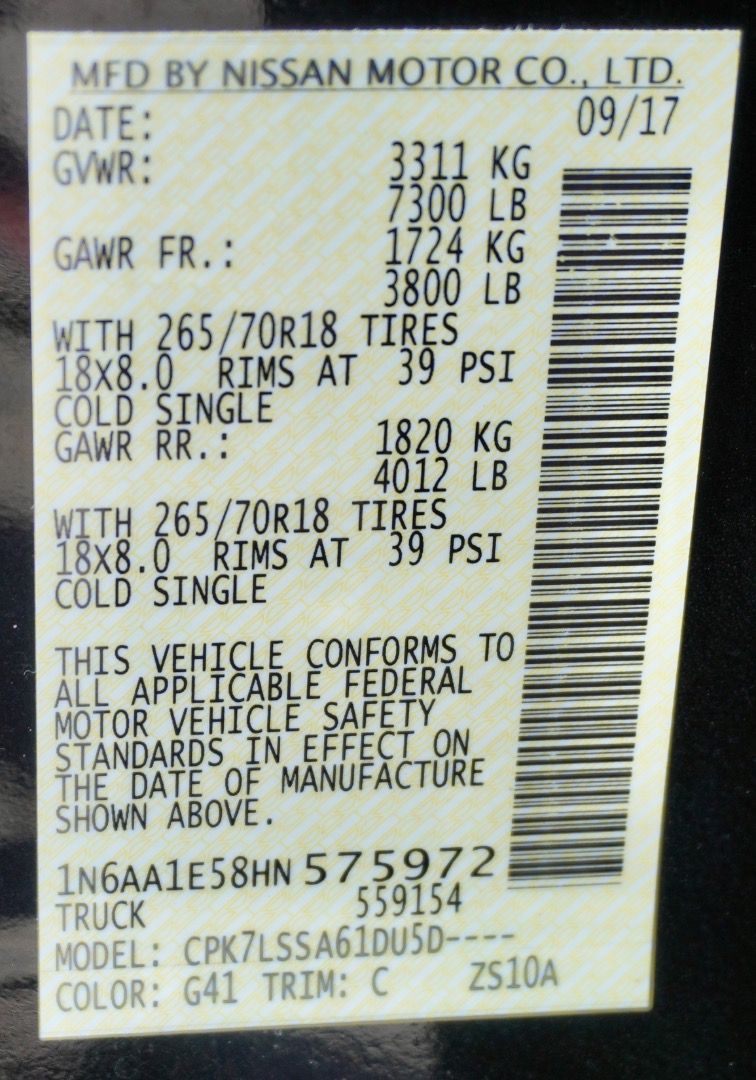 MFD BY NISSAN MOTOR CO., LTD.
DATE: 09/17
GVWR: 3311 KG
7300 LB
GAWR FR.: 1724 KG
3800 LB
WITH 265/70R18 TIRES
18X8.0 RIMS AT 39 PSI
COLD SINGLE
GAWR RR.: 1820 KG
4012 LB
WITH 265/70R18 TIRES
18X8.0 RIMS AT 39 PSI
COLD SINGLE
THIS VEHICLE CONFORMS TO
ALL APPLICABLE FEDERAL
MOTOR VEHICLE SAFETY
STANDARDS IN EFFECT ON
THE DATE OF MANUFACTURE
SHOWN ABOVE.
1N6AA1E58HN 575972
TRUCK 559154
MODEL: CPK7LSSA61DU5D----
COLOR: G41 TRIM: C ZS10A